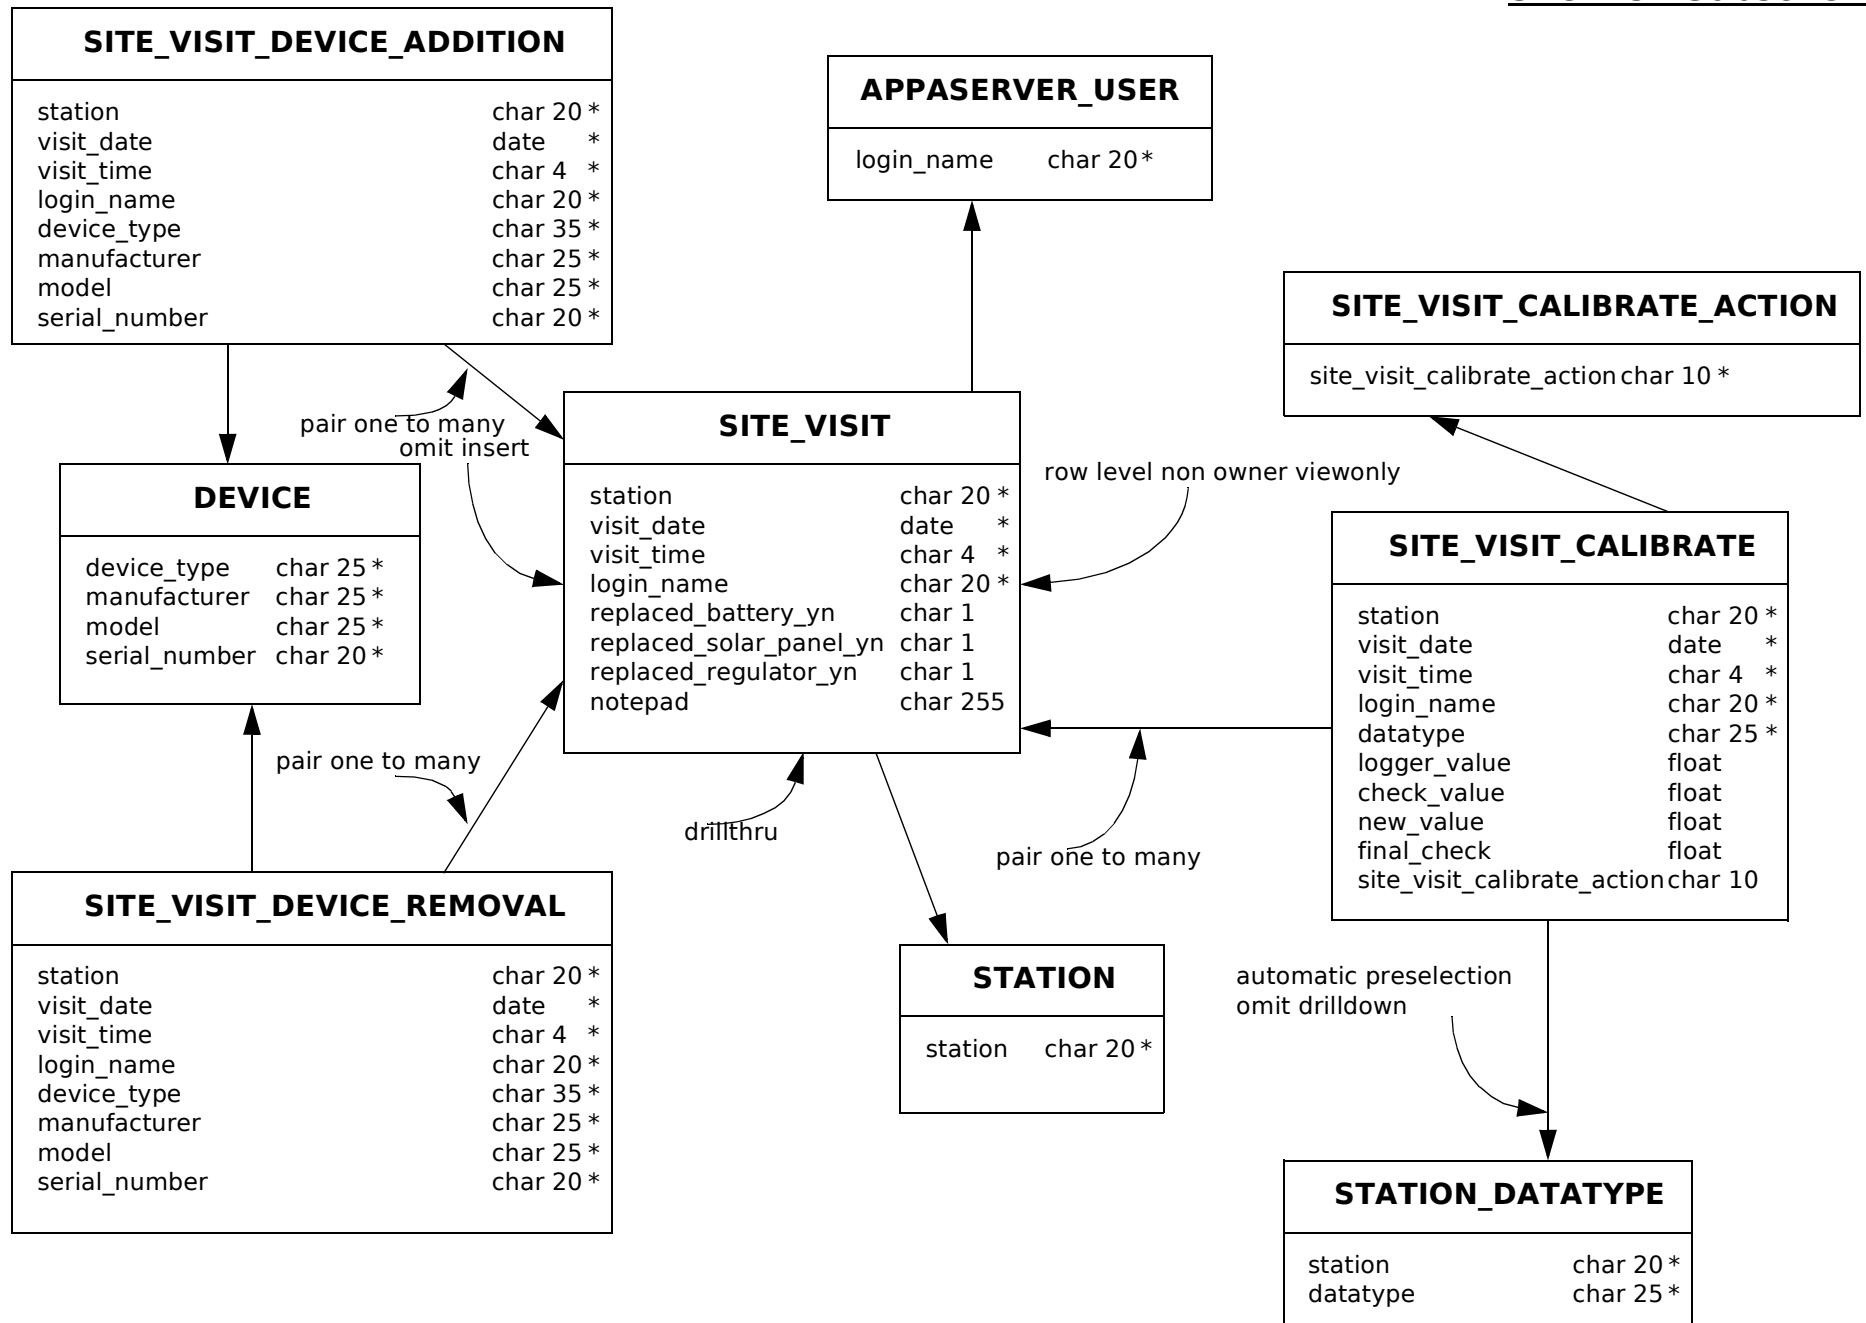 SITE_VISIT_DEVICE_ADDITION
station char 20 *
visit_date date *
visit_time char 4 *
login_name char 20 *
device_type char 35 *
manufacturer char 25 *
model char 25 *
serial_number char 20 *
APPASERVER_USER
login_name char 20 *
SITE_VISIT_CALIBRATE_ACTION
site_visit_calibrate_action char 10 *
pair one to many
omit insert
DEVICE
device_type char 25 *
manufacturer char 25 *
model char 25 *
serial_number char 20 *
SITE_VISIT
station char 20 *
visit_date date *
visit_time char 4 *
login_name char 20 *
replaced_battery_yn char 1
replaced_solar_panel_yn char 1
replaced_regulator_yn char 1
notepad char 255
row level non owner viewonly
SITE_VISIT_CALIBRATE
station char 20 *
visit_date date *
visit_time char 4 *
login_name char 20 *
datatype char 25 *
logger_value float
check_value float
new_value float
final_check float
site_visit_calibrate_action char 10
pair one to many
drillthru
pair one to many
SITE_VISIT_DEVICE_REMOVAL
station char 20 *
visit_date date *
visit_time char 4 *
login_name char 20 *
device_type char 35 *
manufacturer char 25 *
model char 25 *
serial_number char 20 *
STATION
station char 20 *
automatic preselection
omit drilldown
STATION_DATATYPE
station char 20 *
datatype char 25 *